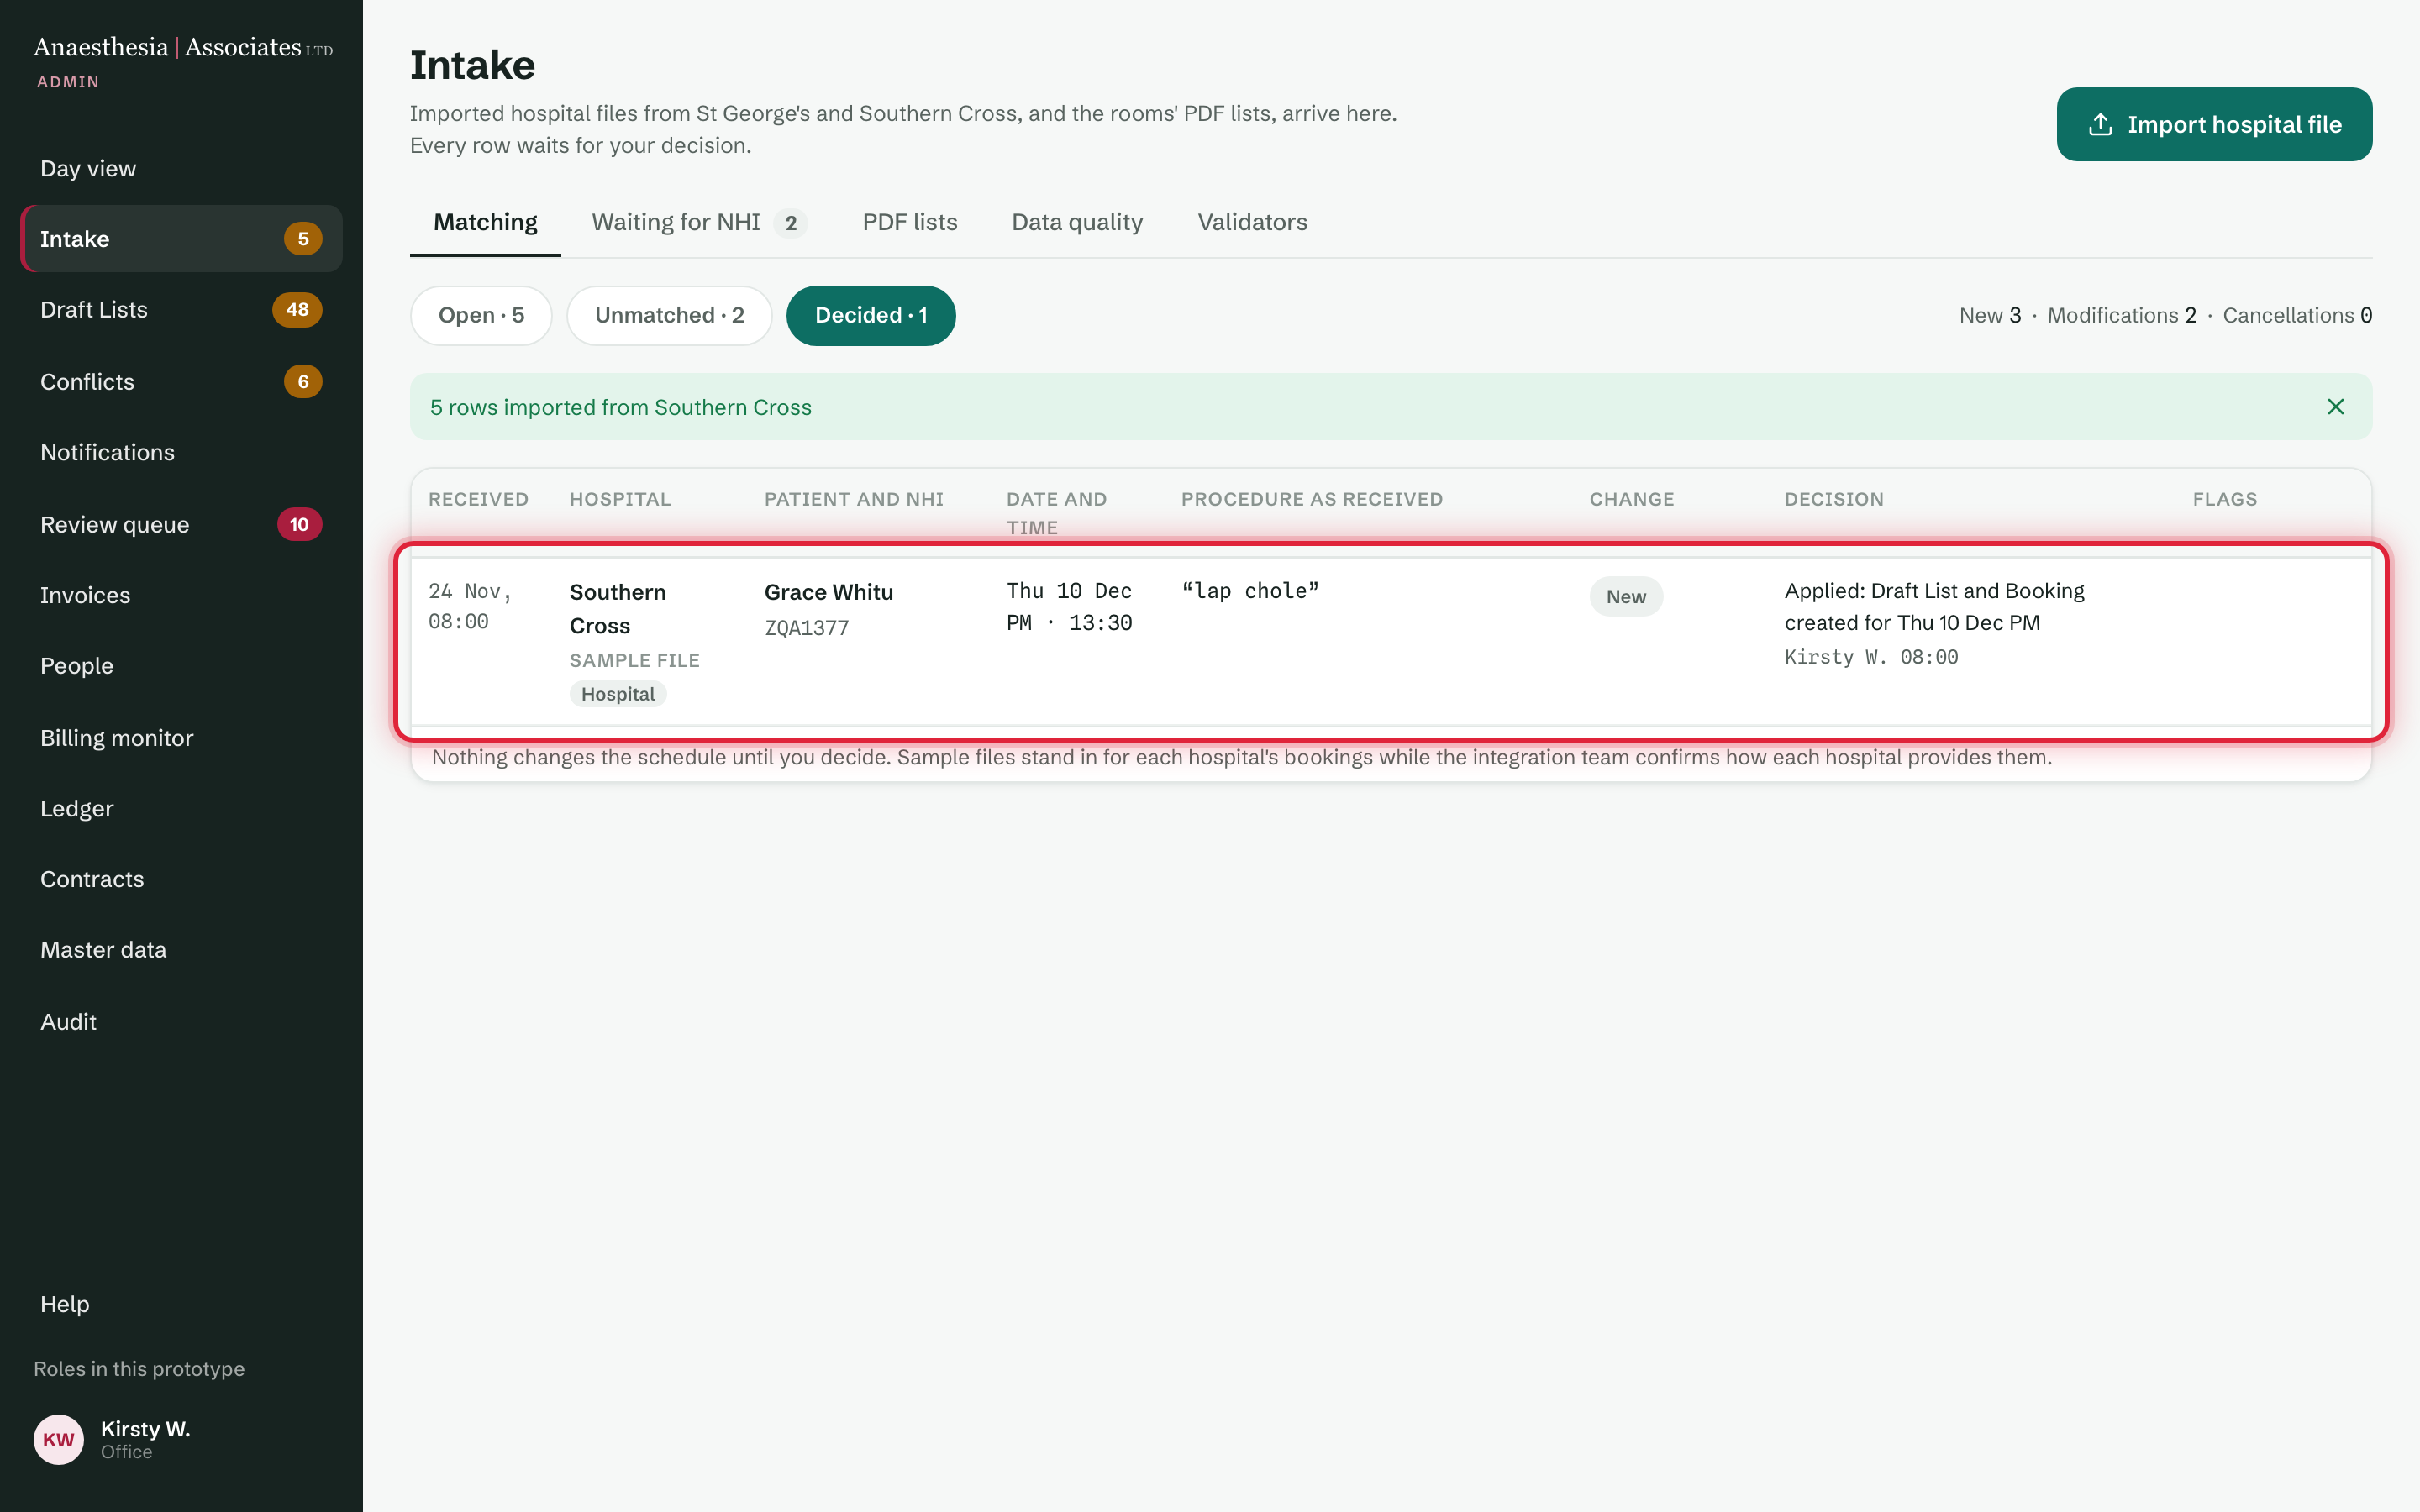 Anaesthesia | Associates LTD
ADMIN
Day view
Intake 5
Draft Lists 48
Conflicts 6
Notifications
Review queue 10
Invoices
People
Billing monitor
Ledger
Contracts
Master data
Audit
Help
Roles in this prototype
KW
Kirsty W.
Office
Intake
Imported hospital files from St George's and Southern Cross, and the rooms' PDF lists, arrive here.
Every row waits for your decision.
Import hospital file
Matching Waiting for NHI 2 PDF lists Data quality Validators
Open · 5 Unmatched · 2 Decided · 1
New 3 · Modifications 2 · Cancellations 0
5 rows imported from Southern Cross
RECEIVED HOSPITAL PATIENT AND NHI DATE AND PROCEDURE AS RECEIVED CHANGE DECISION FLAGS
TIME
24 Nov,
08:00
Southern
Cross
SAMPLE FILE
Hospital
Grace Whitu
ZQA1377
Thu 10 Dec
PM · 13:30
“lap chole”
New
Applied: Draft List and Booking
created for Thu 10 Dec PM
Kirsty W. 08:00
Nothing changes the schedule until you decide. Sample files stand in for each hospital's bookings while the integration team confirms how each hospital provides them.